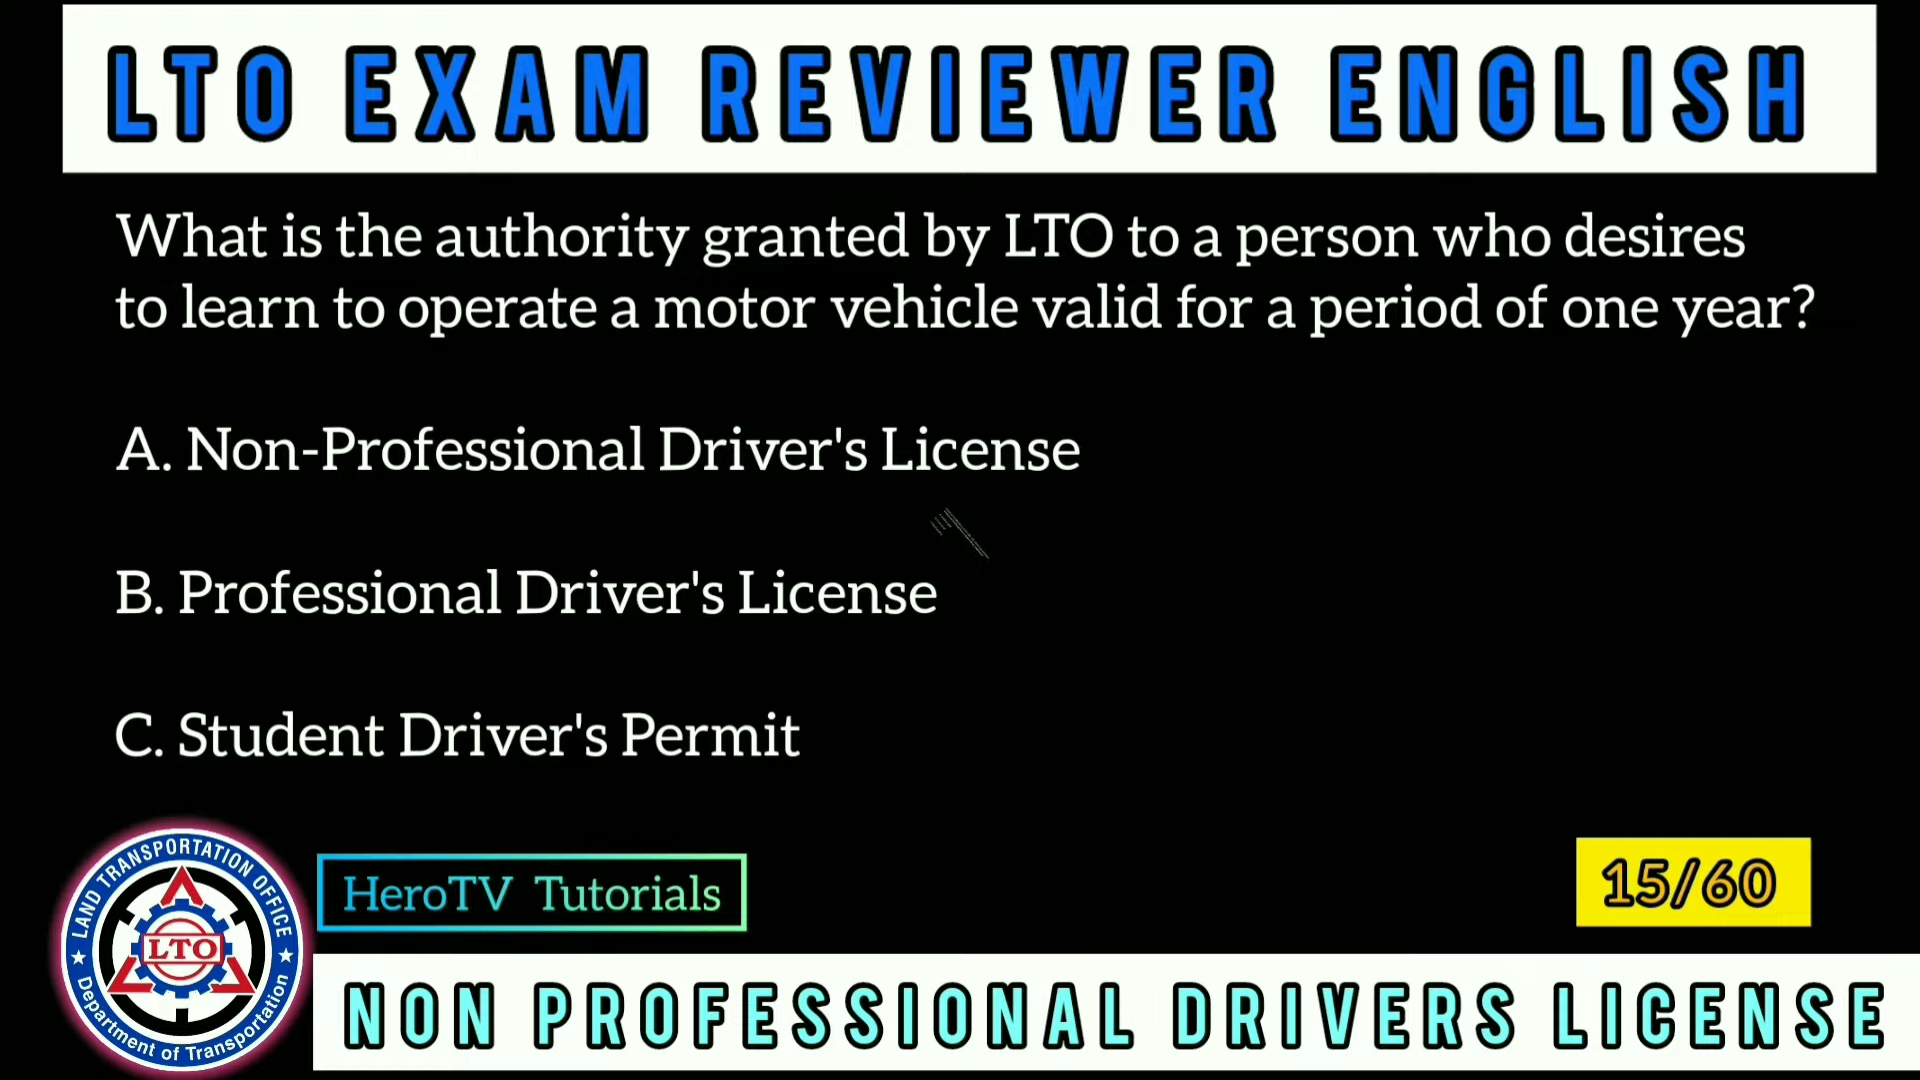 LTO EXAM REVIEWER ENGLISH
What is the authority granted by LTO to a person who desires
to learn to operate a motor vehicle valid for a period of one year?
A. Non-Professional Driver's License
B. Professional Driver's License
C. Student Driver's Permit
LAND TRANSPORTATION OFFICE
LTO
Department of Transportation
HeroTV Tutorials
15/60
NON PROFESSIONAL DRIVERS LICENSE